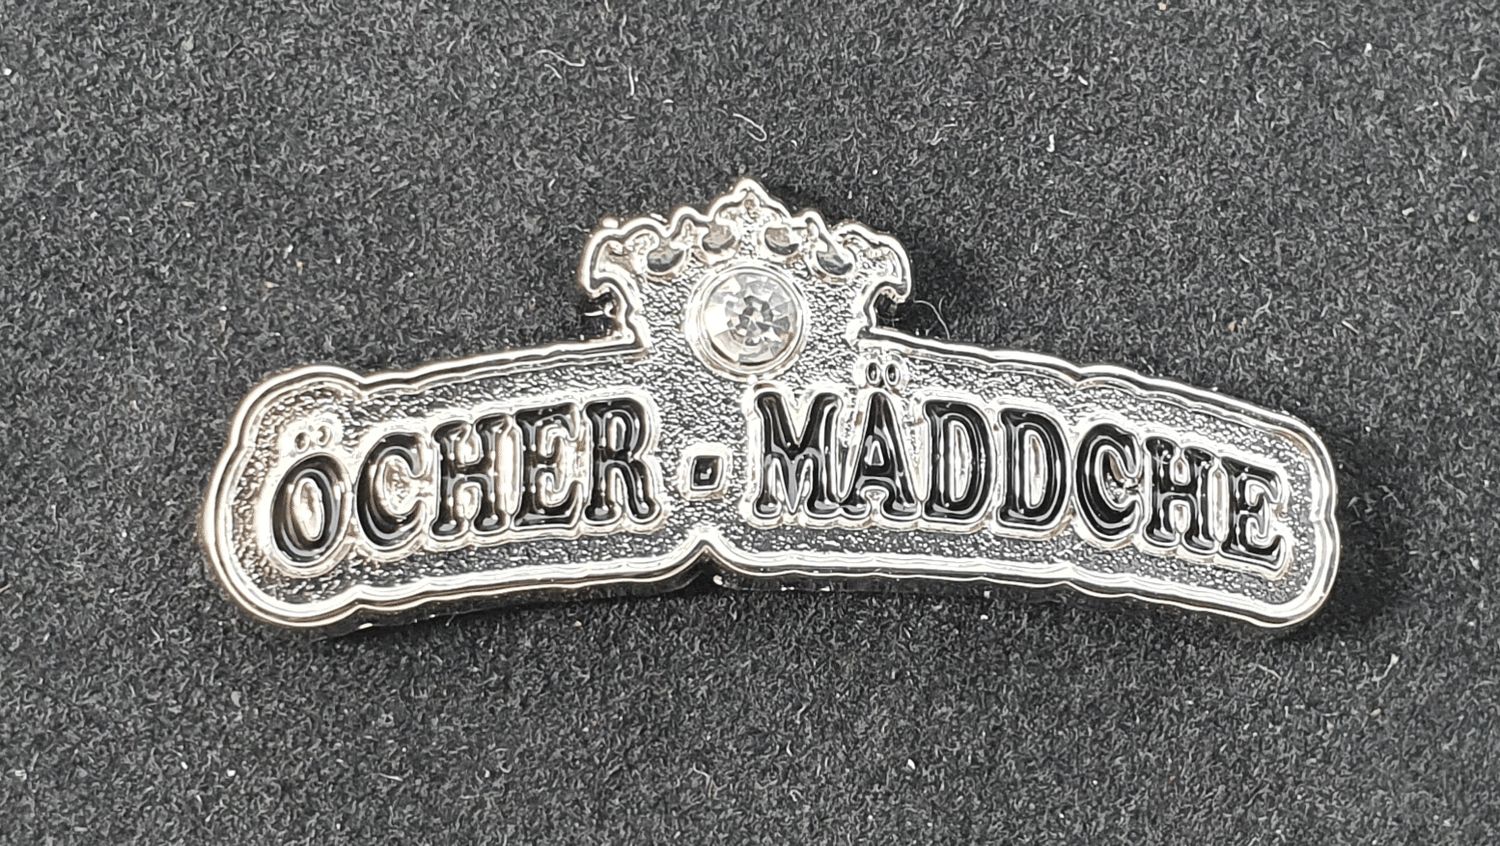 ÖCHER · MÄDDCHE